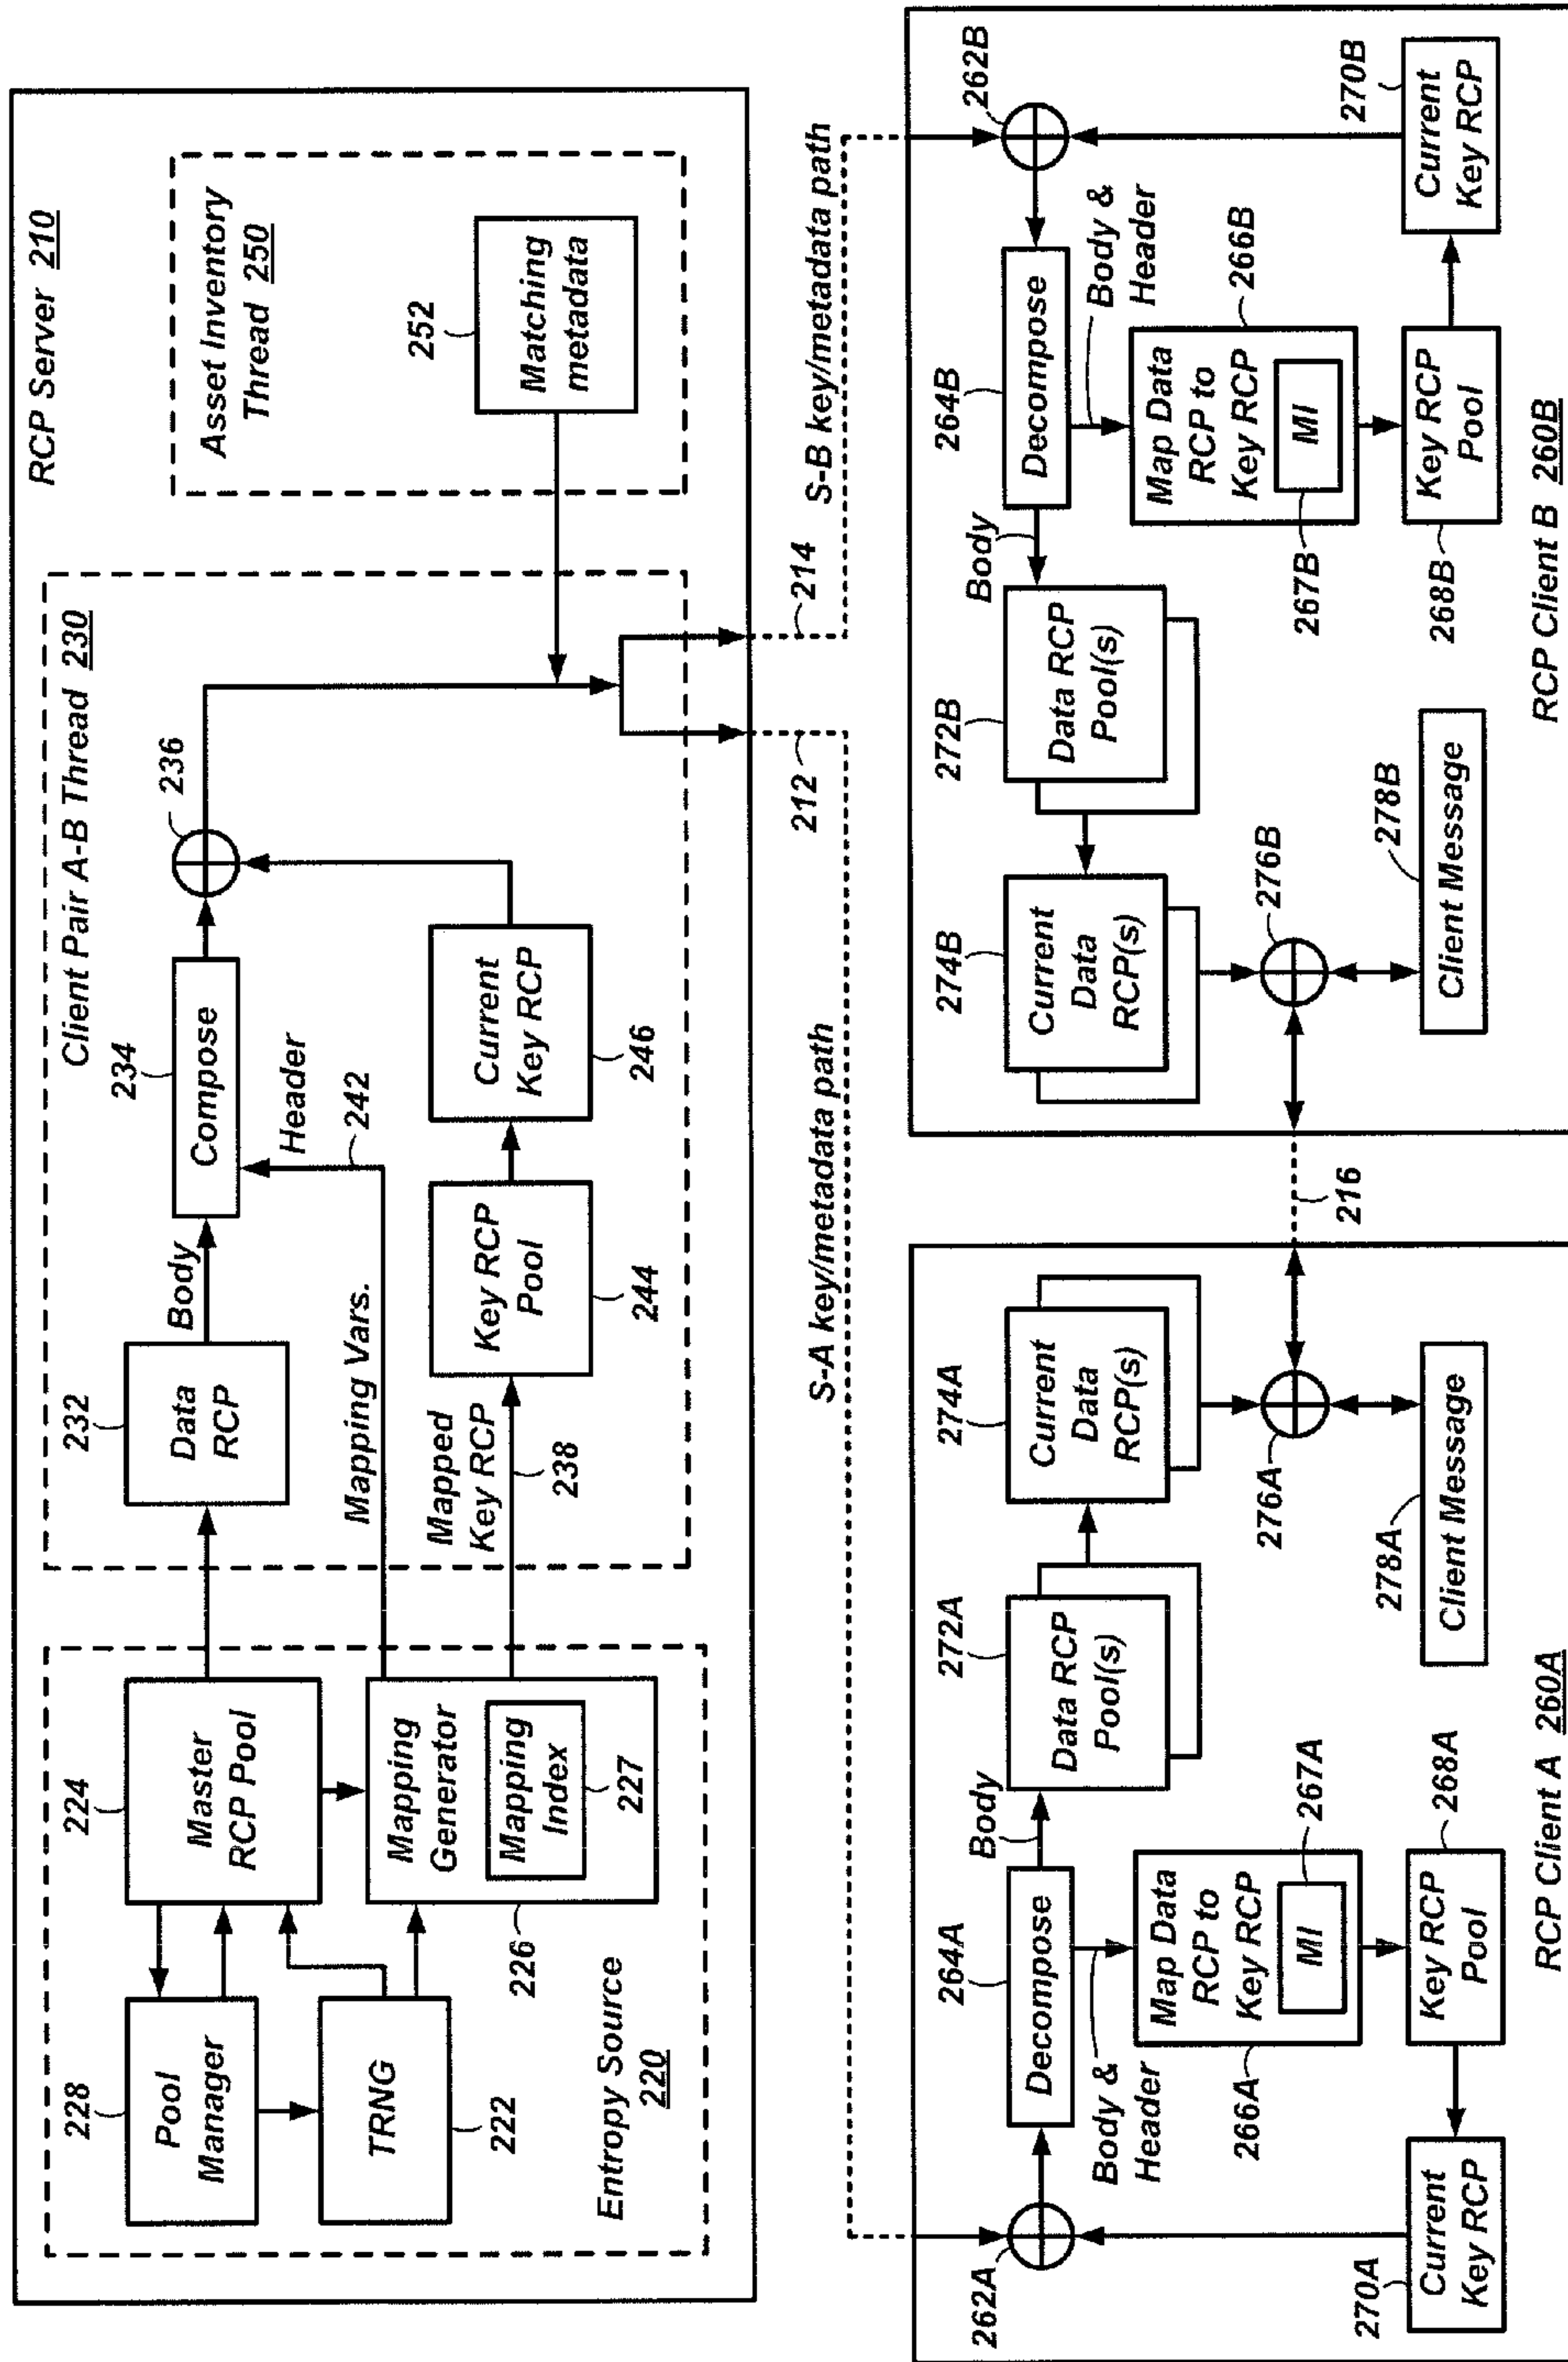 RCP Server 210
Entropy Source
220
228
Pool
Manager
TRNG
222
224
Master
RCP Pool
Mapping
Generator
Mapping
Index
227
226
Client Pair A-B Thread 230
232
Data
RCP
Body
234
Compose
Header
242
Mapping Vars.
Mapped
Key RCP
238
Key RCP
Pool
244
Current
Key RCP
246
236
Asset Inventory
Thread 250
252
Matching
metadata
212
214
S-A key/metadata path
S-B key/metadata path
262A
264A
Decompose
Body
Body &
Header
Map Data
RCP to
Key RCP
MI
266A
267A
Key RCP
Pool
268A
Current
Key RCP
270A
272A
Data RCP
Pool(s)
274A
Current
Data
RCP(s)
276A
278A
Client Message
RCP Client A 260A
216
274B
Current
Data
RCP(s)
276B
278B
Client Message
272B
Data RCP
Pool(s)
Body
264B
Decompose
262B
Body &
Header
266B
Map Data
RCP to
Key RCP
MI
267B
Key RCP
Pool
268B
270B
Current
Key RCP
RCP Client B 260B